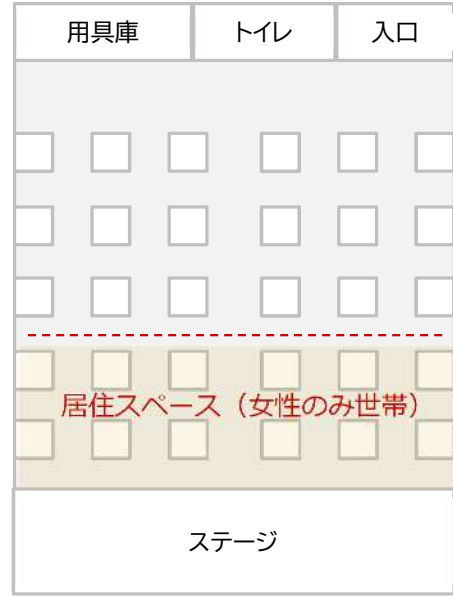 用具庫
トイレ
入口
居住スペース（女性のみ世帯）
ステージ